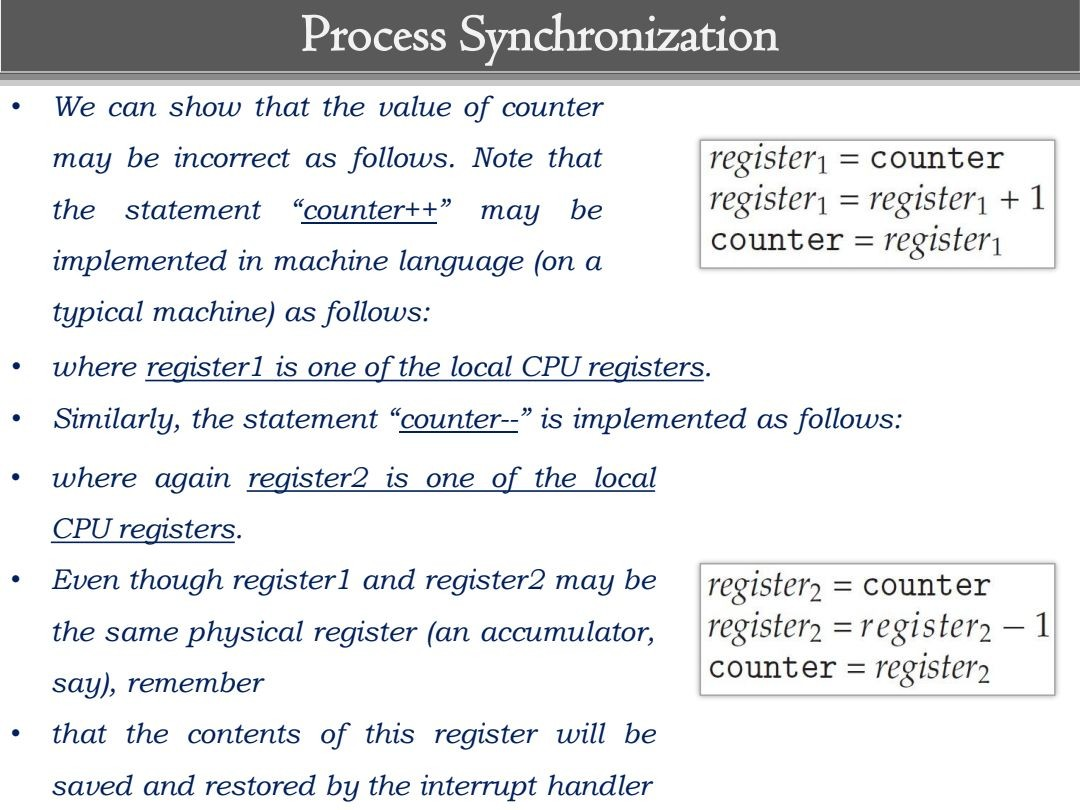 Process Synchronization
• We can show that the value of counter
may be incorrect as follows. Note that
the statement “counter++” may be
implemented in machine language (on a
typical machine) as follows:
register1 = counter
register1 = register1 + 1
counter = register1
• where register1 is one of the local CPU registers.
• Similarly, the statement “counter--” is implemented as follows:
• where again register2 is one of the local
CPU registers.
• Even though register1 and register2 may be
the same physical register (an accumulator,
say), remember
• that the contents of this register will be
saved and restored by the interrupt handler
register2 = counter
register2 = register2 − 1
counter = register2